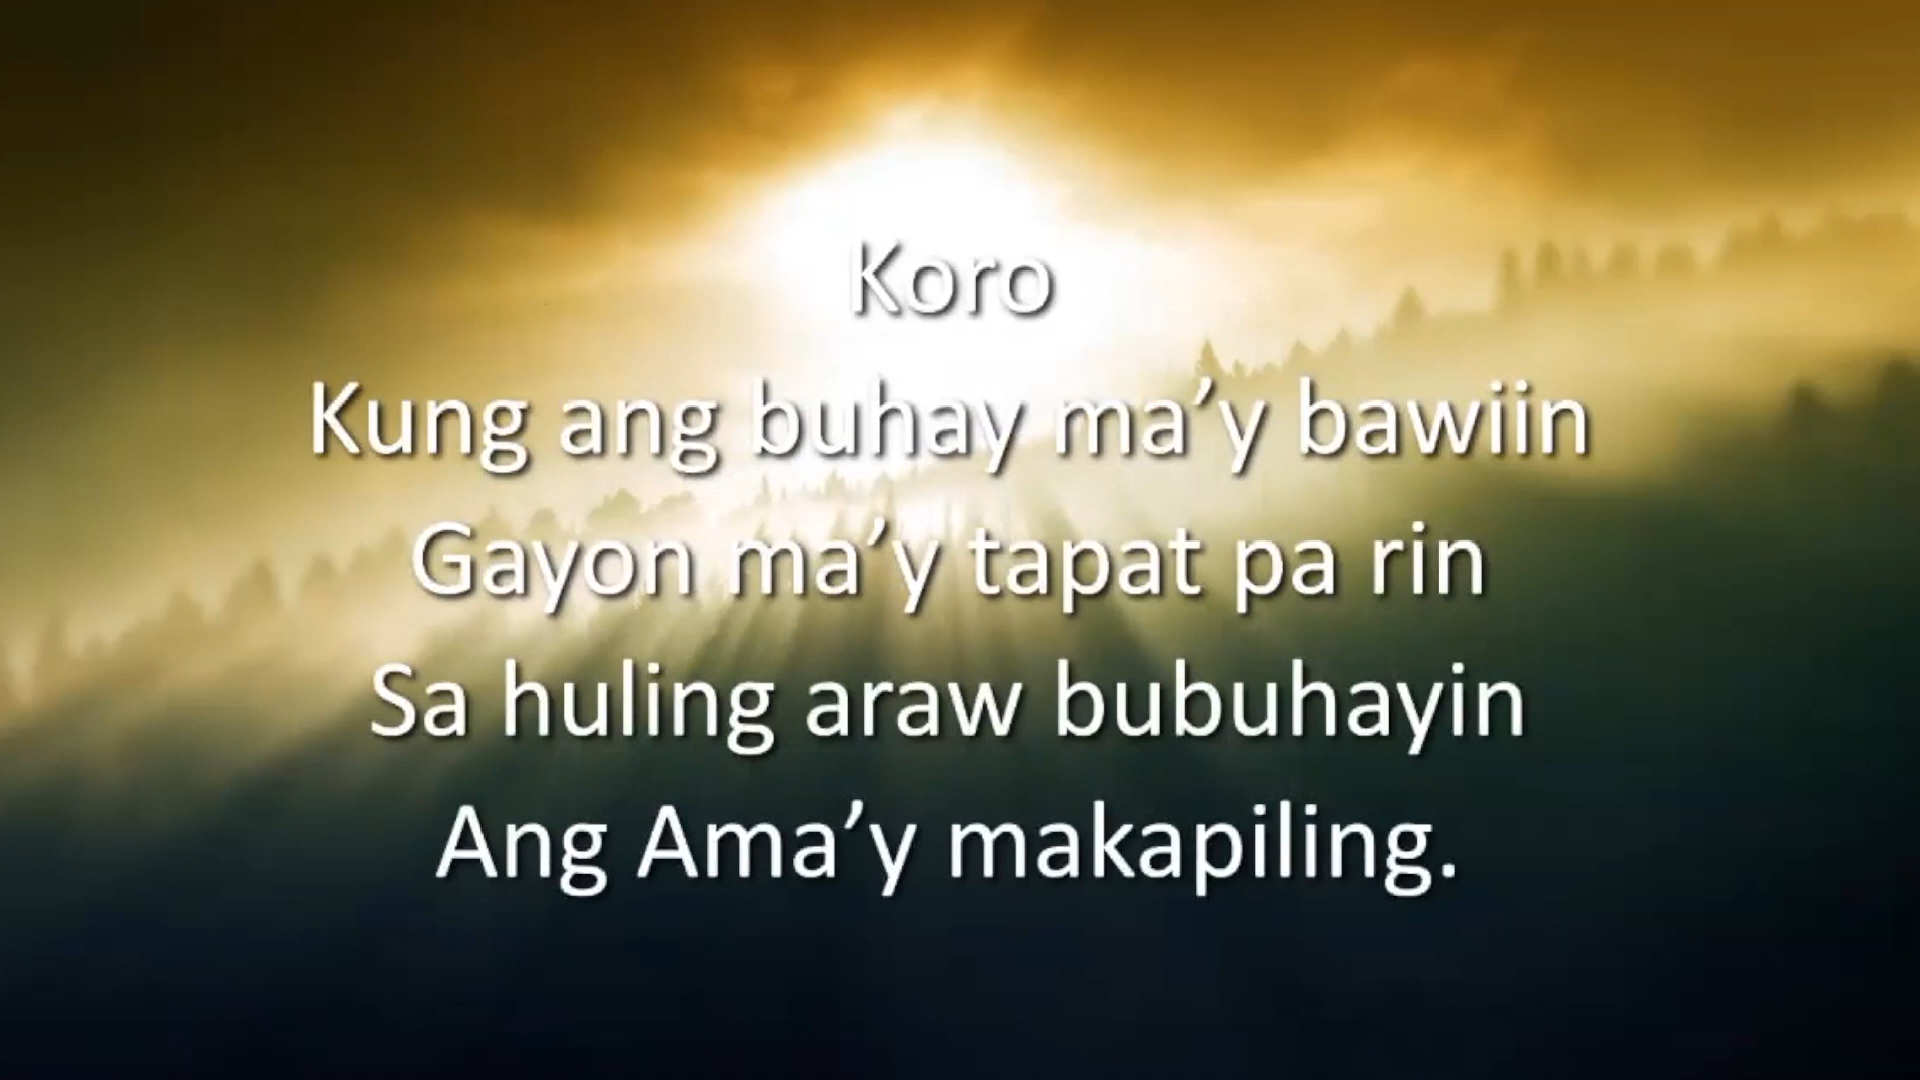 Koro
Kung ang buhay ma’y bawiin
Gayon ma’y tapat pa rin
Sa huling araw bubuhayin
Ang Ama’y makapiling.